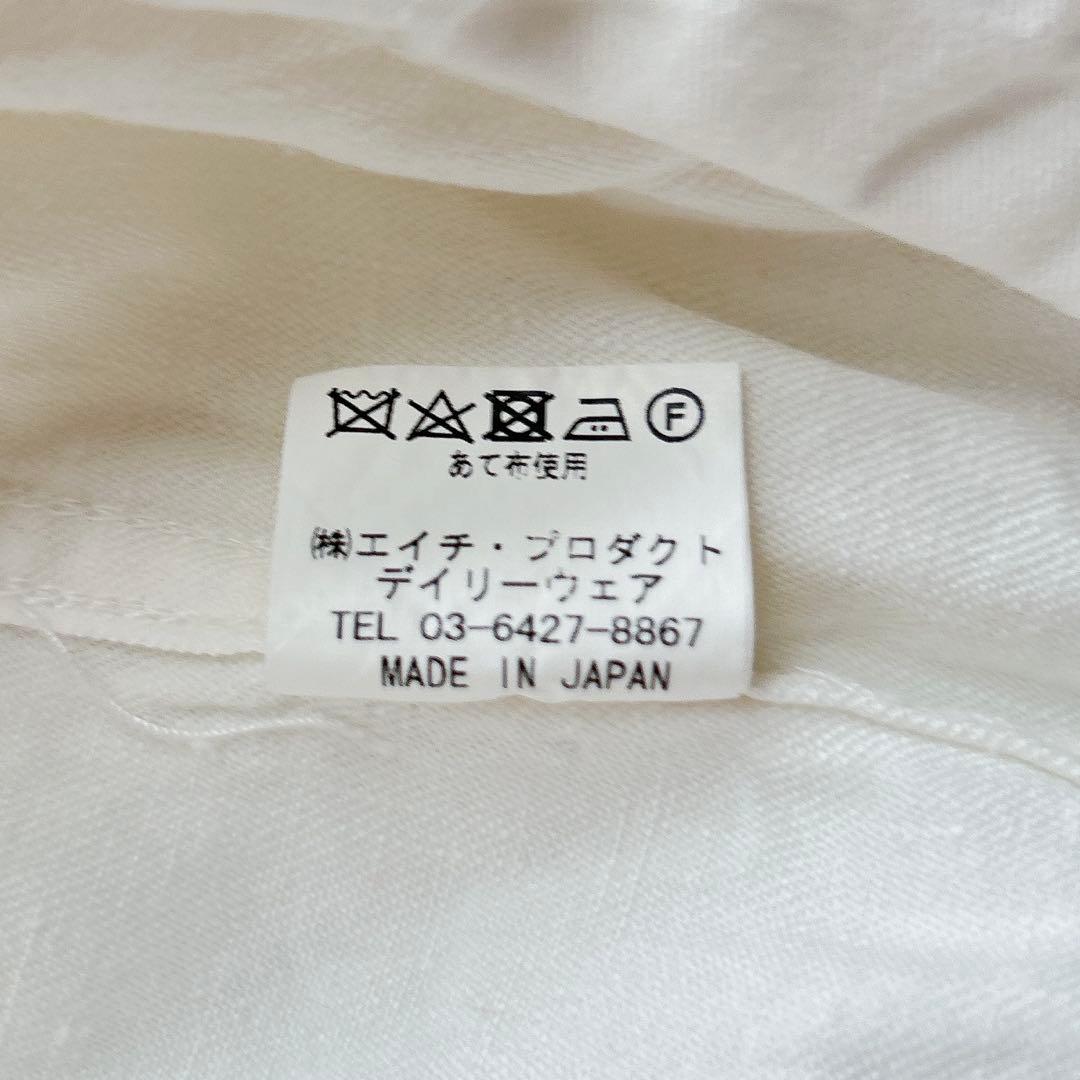 Ⓕ
あて布使用
㈱エイチ・プロダクト
デイリーウェア
TEL 03-6427-8867
MADE IN JAPAN